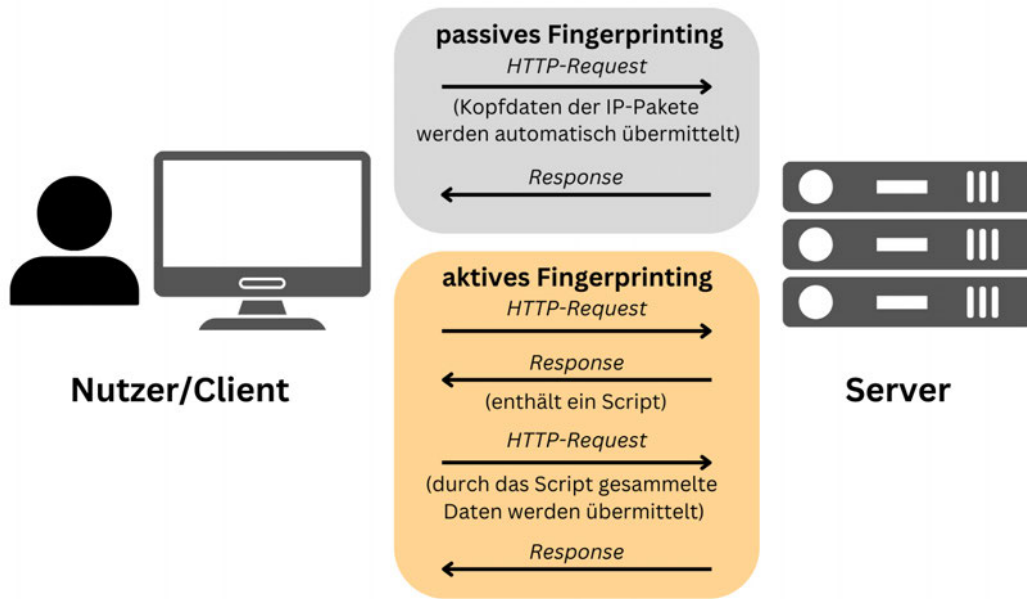 passives Fingerprinting
HTTP-Request
(Kopfdaten der IP-Pakete
werden automatisch übermittelt)
Response
aktives Fingerprinting
HTTP-Request
Response
(enthält ein Script)
HTTP-Request
(durch das Script gesammelte
Daten werden übermittelt)
Response
Nutzer/Client
Server